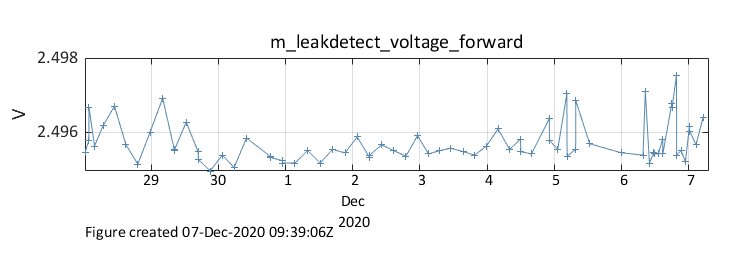 m_leakdetect_voltage_forward
2.498
V
2.496
29 30 1 2 3 4 5 6 7
Dec
2020
Figure created 07-Dec-2020 09:39:06Z